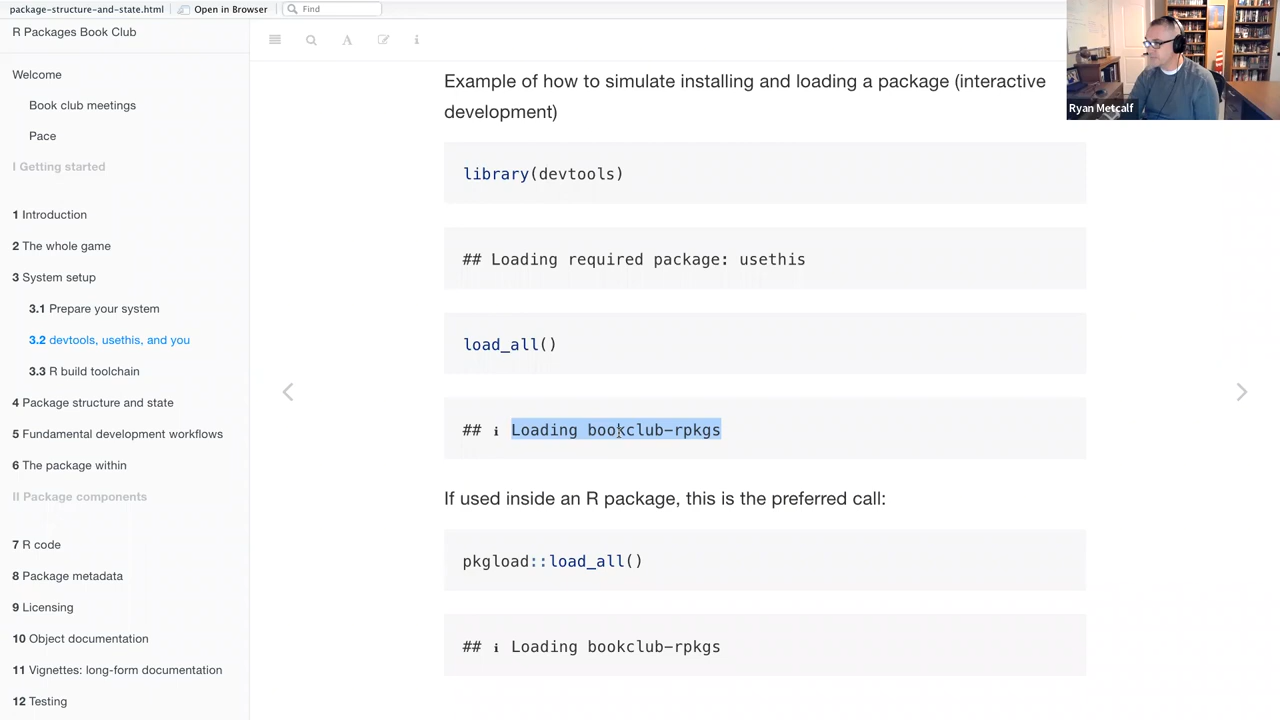 package-structure-and-state.html
Open in Browser
Find
R Packages Book Club
Welcome
Book club meetings
Pace
I Getting started
1 Introduction
2 The whole game
3 System setup
3.1 Prepare your system
3.2 devtools, usethis, and you
3.3 R build toolchain
4 Package structure and state
5 Fundamental development workflows
6 The package within
II Package components
7 R code
8 Package metadata
9 Licensing
10 Object documentation
11 Vignettes: long-form documentation
12 Testing
Example of how to simulate installing and loading a package (interactive
development)
library(devtools)
## Loading required package: usethis
load_all()
## ℹ Loading bookclub-rpkgs
If used inside an R package, this is the preferred call:
pkgload::load_all()
## ℹ Loading bookclub-rpkgs
Ryan Metcalf